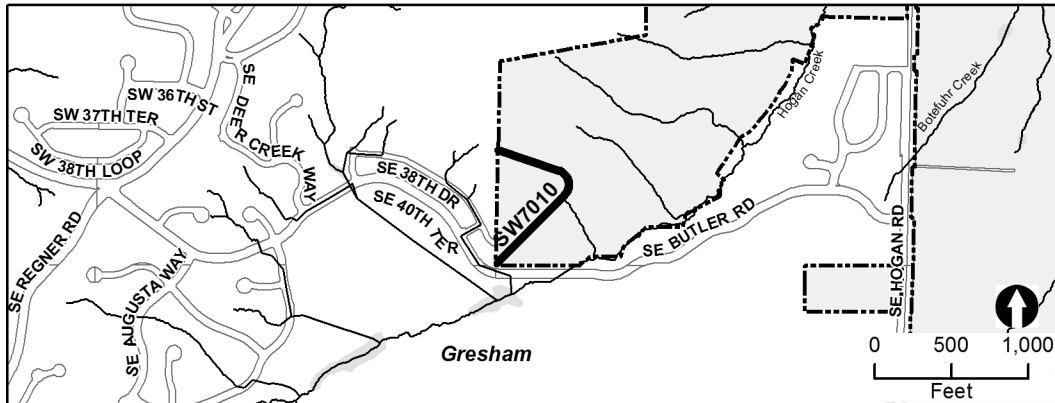 SW 36TH ST
SW 37TH TER
SW 38TH LOOP
SE DEER CREEK WAY
SE 38TH DR
SE 40TH TER
SW7010
SE BUTLER RD
Hogan Creek
Botefuhr Creek
SE HOGAN RD
SE REGNER RD
SE AUGUSTA WAY
Gresham
0 500 1,000
Feet